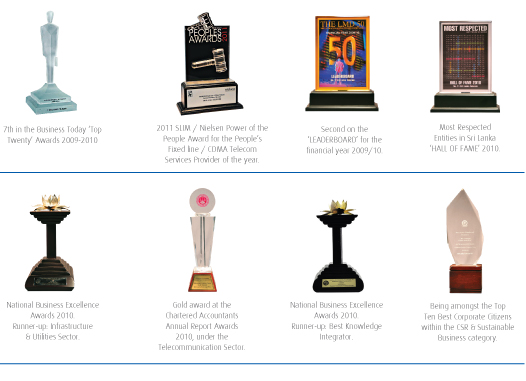 PEOPLES
AWARDS
2011
THE LMD 50
50
LEADERBOARD
MOST RESPECTED
HALL OF FAME 2010
7th in the Business Today ‘Top
Twenty’ Awards 2009-2010
2011 SLIM / Nielsen Power of the
People Award for the People’s
Fixed line / CDMA Telecom
Services Provider of the year.
Second on the
‘LEADERBOARD’ for the
financial year 2009/10.
Most Respected
Entities in Sri Lanka
‘HALL OF FAME’ 2010.
National Business Excellence
Awards 2010.
Runner-up: Infrastructure
& Utilities Sector.
Gold award at the
Chartered Accountants
Annual Report Awards
2010, under the
Telecommunication Sector.
National Business Excellence
Awards 2010.
Runner-up: Best Knowledge
Integrator.
Being amongst the Top
Ten Best Corporate Citizens
within the CSR & Sustainable
Business category.